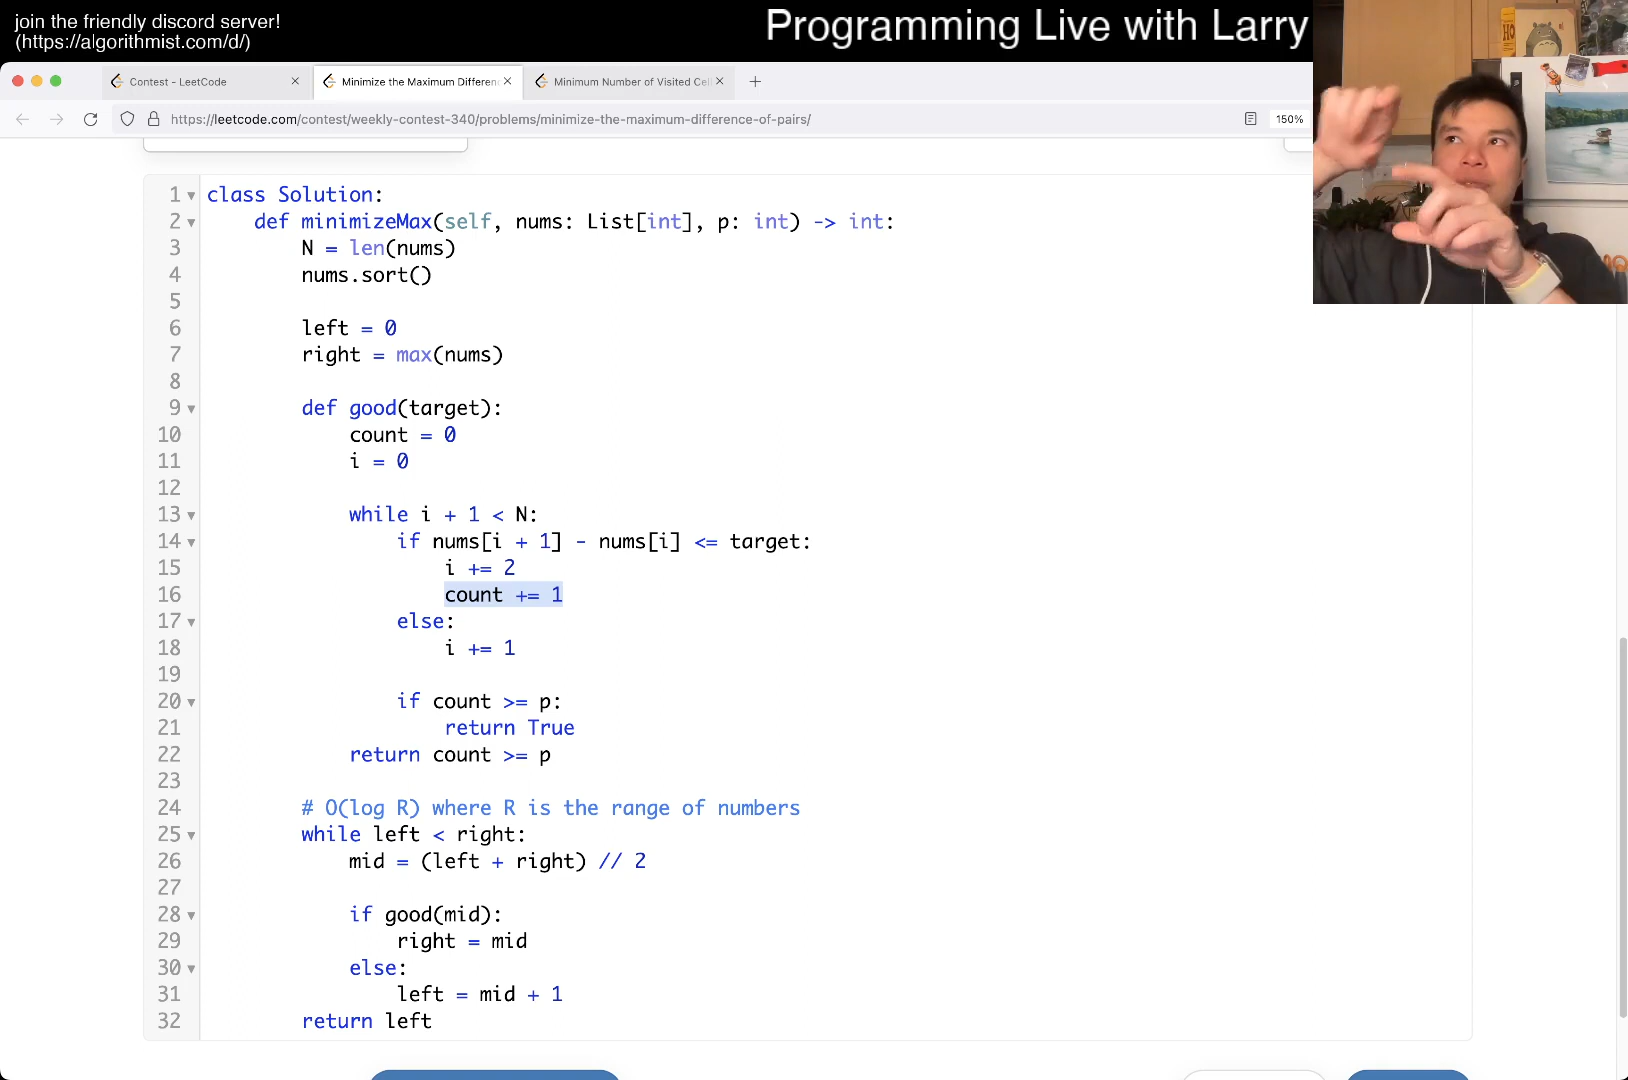 join the friendly discord server!
(https://algorithmist.com/d/)
Programming Live with Larry
Contest - LeetCode
Minimize the Maximum Differen
Minimum Number of Visited Cel
https://leetcode.com/contest/weekly-contest-340/problems/minimize-the-maximum-difference-of-pairs/
150%
1 class Solution:
2 def minimizeMax(self, nums: List[int], p: int) -> int:
3 N = len(nums)
4 nums.sort()
5
6 left = 0
7 right = max(nums)
8
9 def good(target):
10 count = 0
11 i = 0
12
13 while i + 1 < N:
14 if nums[i + 1] - nums[i] <= target:
15 i += 2
16 count += 1
17 else:
18 i += 1
19
20 if count >= p:
21 return True
22 return count >= p
23
24 # O(log R) where R is the range of numbers
25 while left < right:
26 mid = (left + right) // 2
27
28 if good(mid):
29 right = mid
30 else:
31 left = mid + 1
32 return left